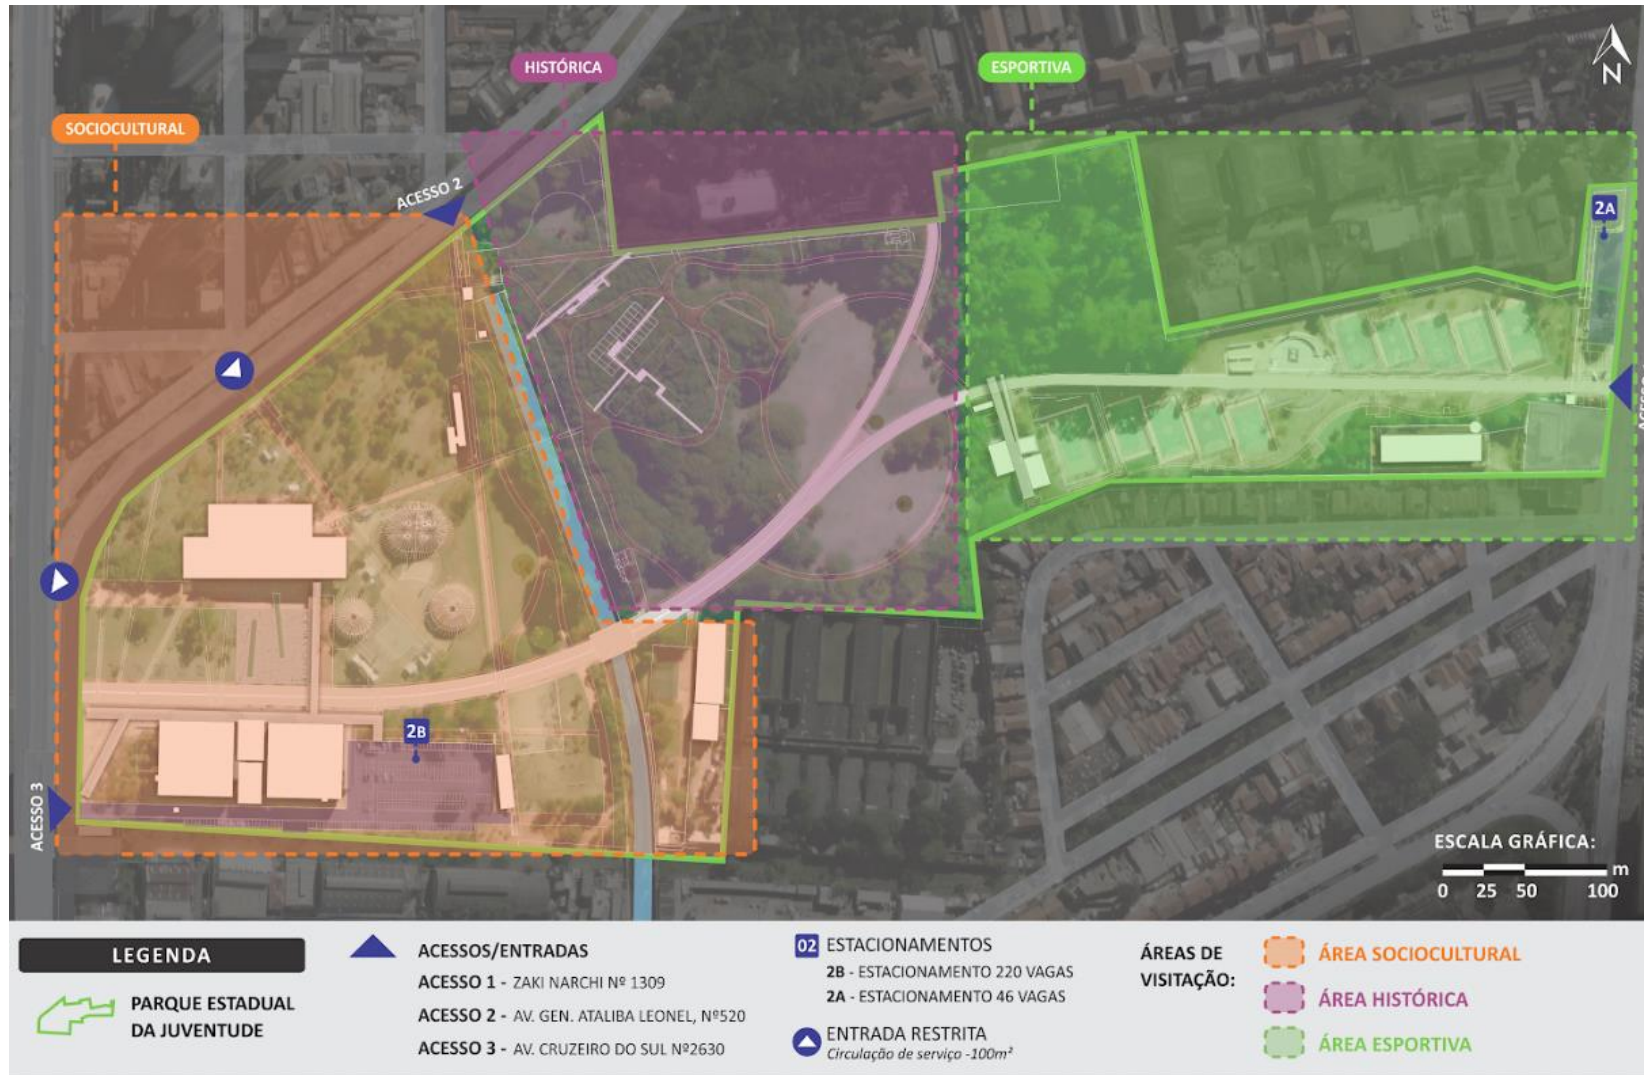 HISTÓRICA
ESPORTIVA
SOCIOCULTURAL
N
ACESSO 2
2A
2B
ACESSO 3
ESCALA GRÁFICA:
m
0 25 50 100
LEGENDA
PARQUE ESTADUAL
DA JUVENTUDE
ACESSOS/ENTRADAS
ACESSO 1 - ZAKI NARCHI Nº 1309
ACESSO 2 - AV. GEN. ATALIBA LEONEL, Nº520
ACESSO 3 - AV. CRUZEIRO DO SUL Nº2630
02 ESTACIONAMENTOS
2B - ESTACIONAMENTO 220 VAGAS
2A - ESTACIONAMENTO 46 VAGAS
ENTRADA RESTRITA
Circulação de serviço -100m²
ÁREAS DE
VISITAÇÃO:
ÁREA SOCIOCULTURAL
ÁREA HISTÓRICA
ÁREA ESPORTIVA